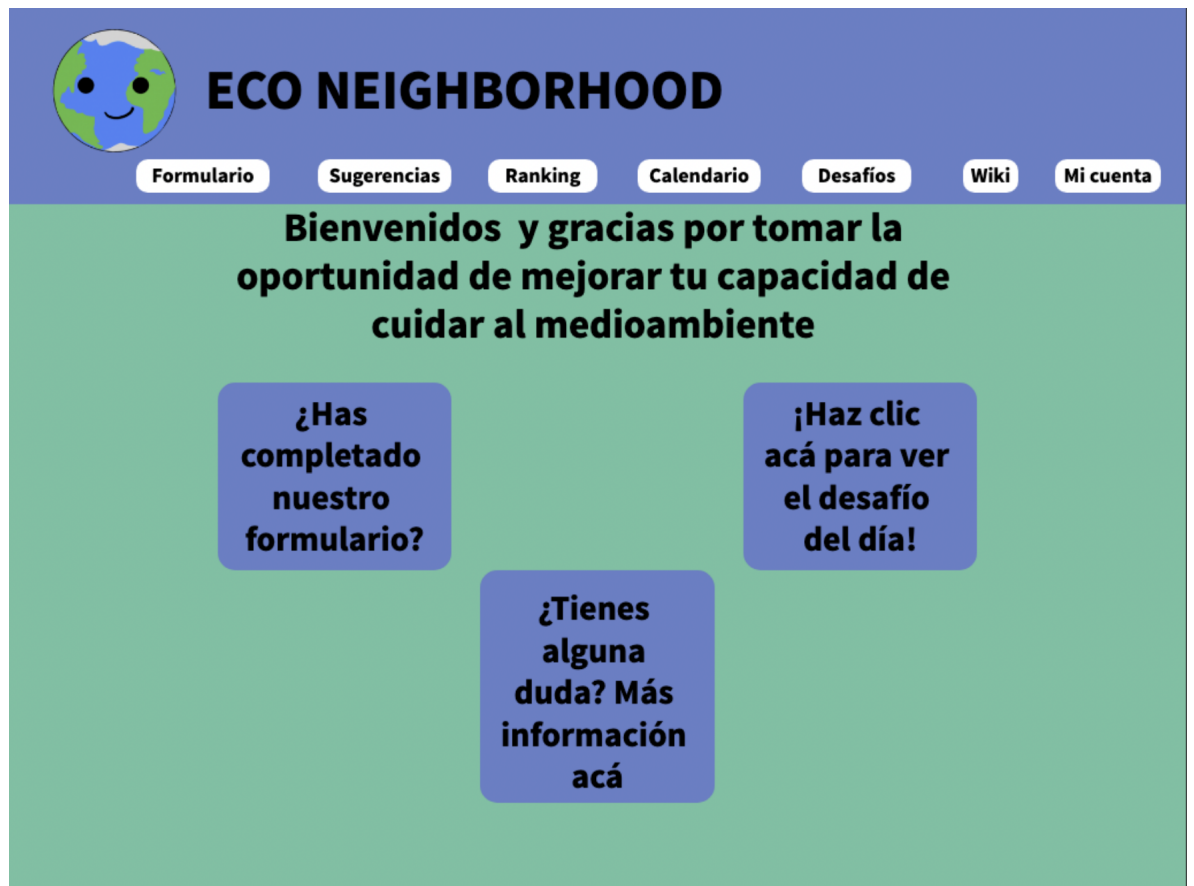 ECO NEIGHBORHOOD
Formulario Sugerencias Ranking Calendario Desafíos Wiki Mi cuenta
Bienvenidos  y gracias por tomar la
oportunidad de mejorar tu capacidad de
cuidar al medioambiente
¿Has
completado
nuestro
formulario?
¡Haz clic
acá para ver
el desafío
del día!
¿Tienes
alguna
duda? Más
información
acá